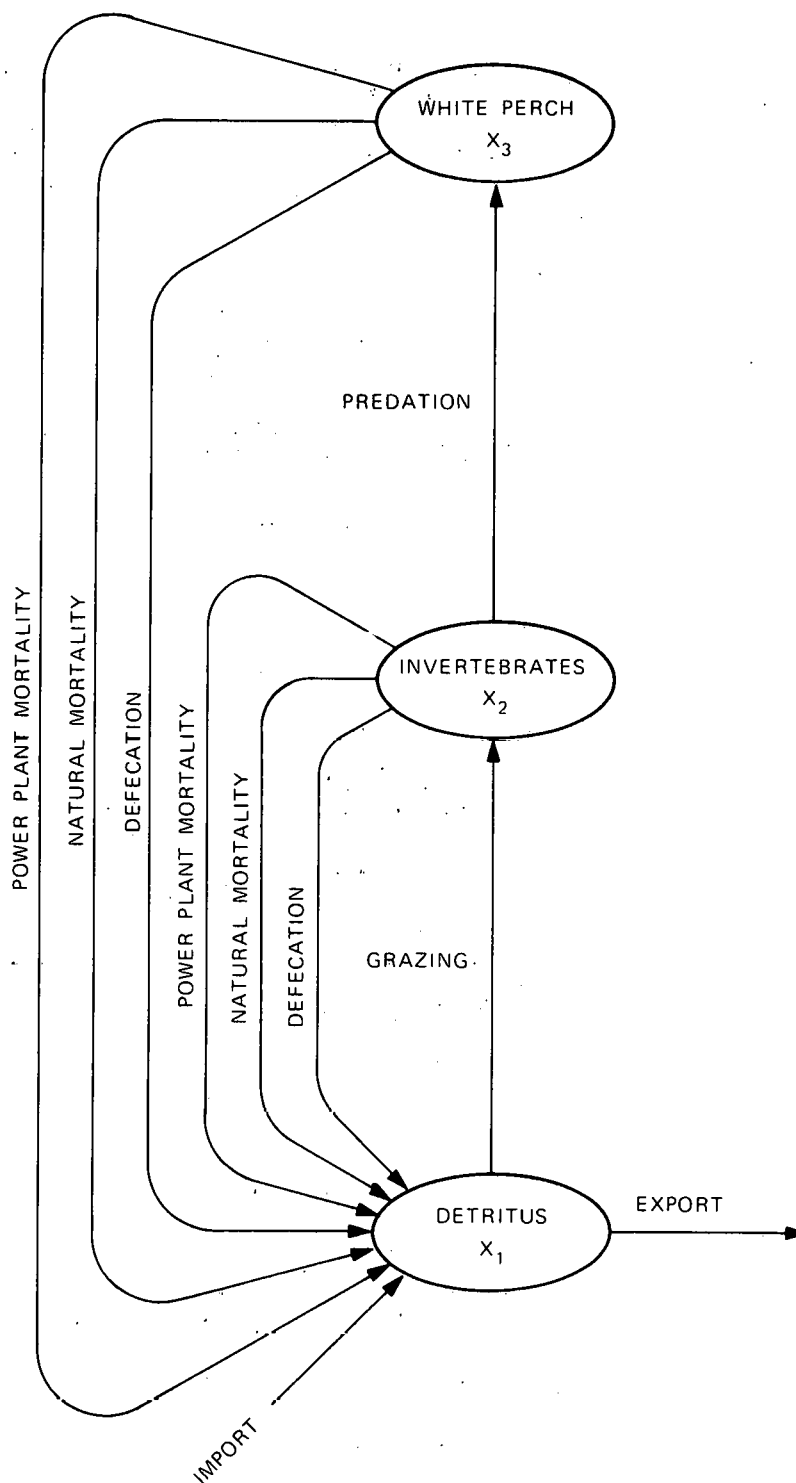 WHITE PERCH
X3
PREDATION
POWER PLANT MORTALITY
NATURAL MORTALITY
DEFECATION
INVERTEBRATES
X2
POWER PLANT MORTALITY
NATURAL MORTALITY
DEFECATION
GRAZING
DETRITUS
X1
EXPORT
IMPORT